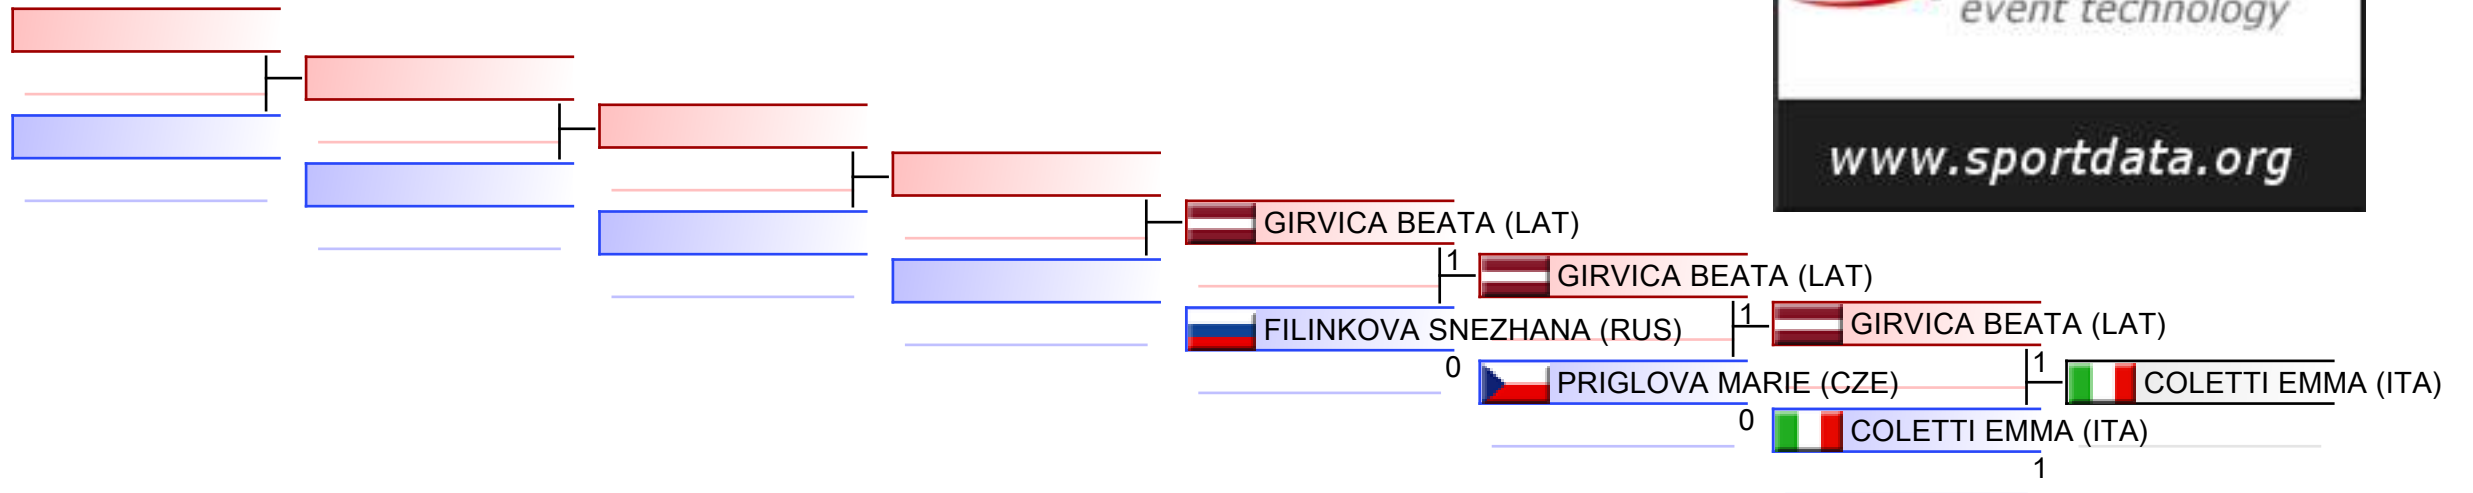 event technology
www.sportdata.org
GIRVICA BEATA (LAT)
1
GIRVICA BEATA (LAT)
FILINKOVA SNEZHANA (RUS)
1
GIRVICA BEATA (LAT)
0
PRIGLOVA MARIE (CZE)
1
COLETTI EMMA (ITA)
0
COLETTI EMMA (ITA)
1